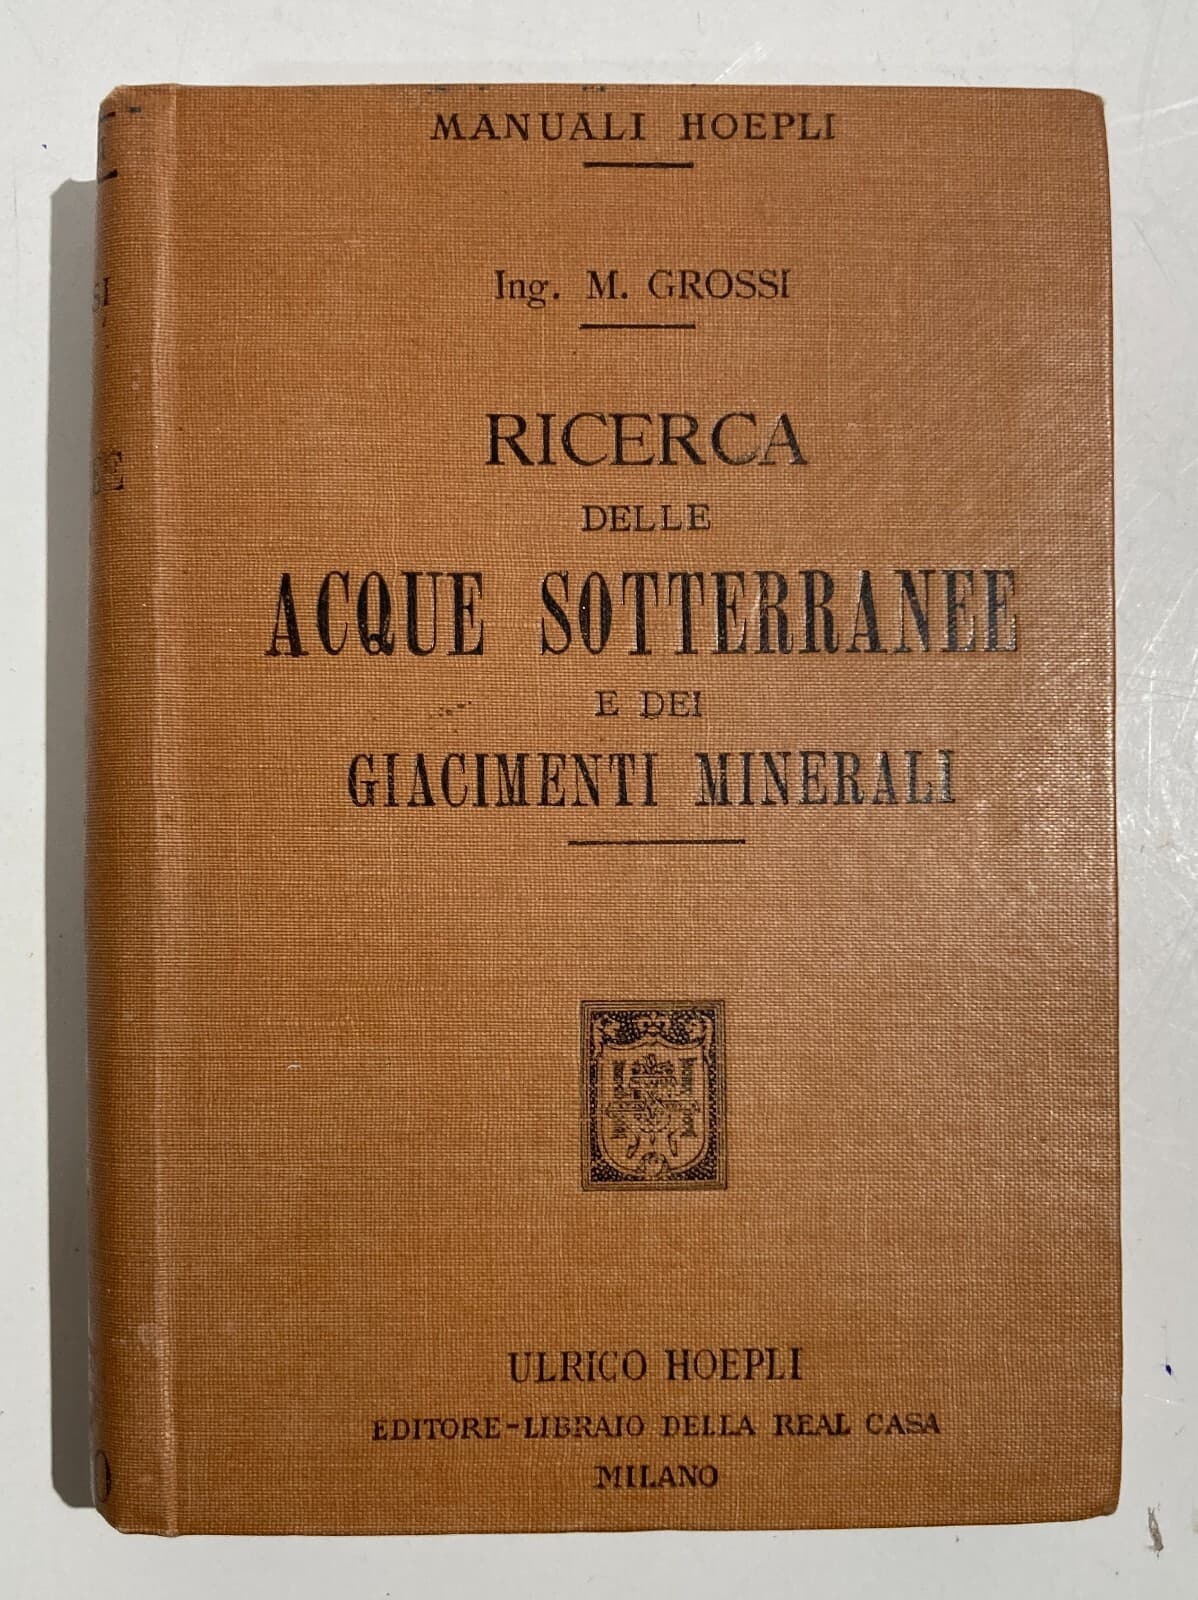 MANUALI HOEPLI
Ing. M. GROSSI
RICERCA
DELLE
ACQUE SOTTERRANEE
E DEI
GIACIMENTI MINERALI
ULRICO HOEPLI
EDITORE-LIBRAIO DELLA REAL CASA
MILANO